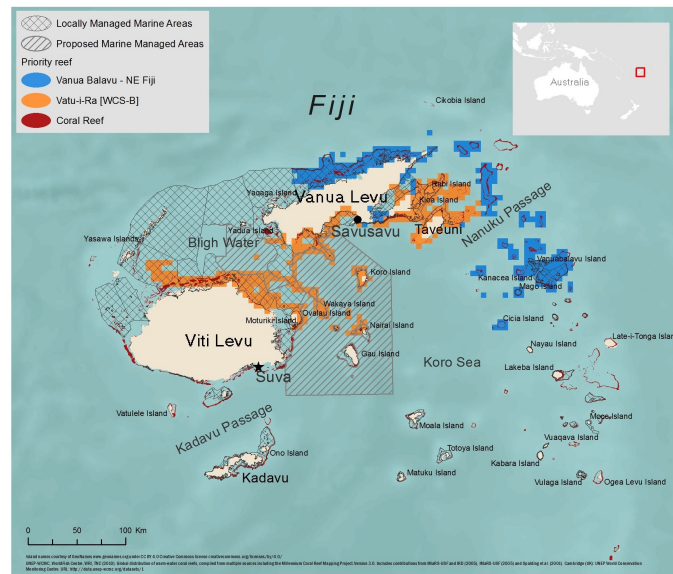 Locally Managed Marine Areas
Proposed Marine Managed Areas
Priority reef
Vanua Balavu - NE Fiji
Vatu-i-Ra [WCS-B]
Coral Reef
Australia
Fiji
Cikobia Island
Yaqaga Island
Vanua Levu
Rabi Island
Kioa Island
Nanuku Passage
Yadua Island
Savusavu
Taveuni
Yasawa Islands
Bligh Water
Vanuabalavu Island
Koro Island
Kanacea Island
Mago Island
Wakaya Island
Ovalau Island
Moturiki Island
Nairai Island
Cicia Island
Viti Levu
Gau Island
Koro Sea
Nayau Island
Late-i-Tonga Islan
Lakeba Island
Suva
Vatulele Island
Kadavu Passage
Moala Island
Moce Island
Vuaqava Island
Ono Island
Totoya Island
Kabara Island
Kadavu
Matuku Island
Vulaga Island
Ogea Levu Island
0 50 100 Km